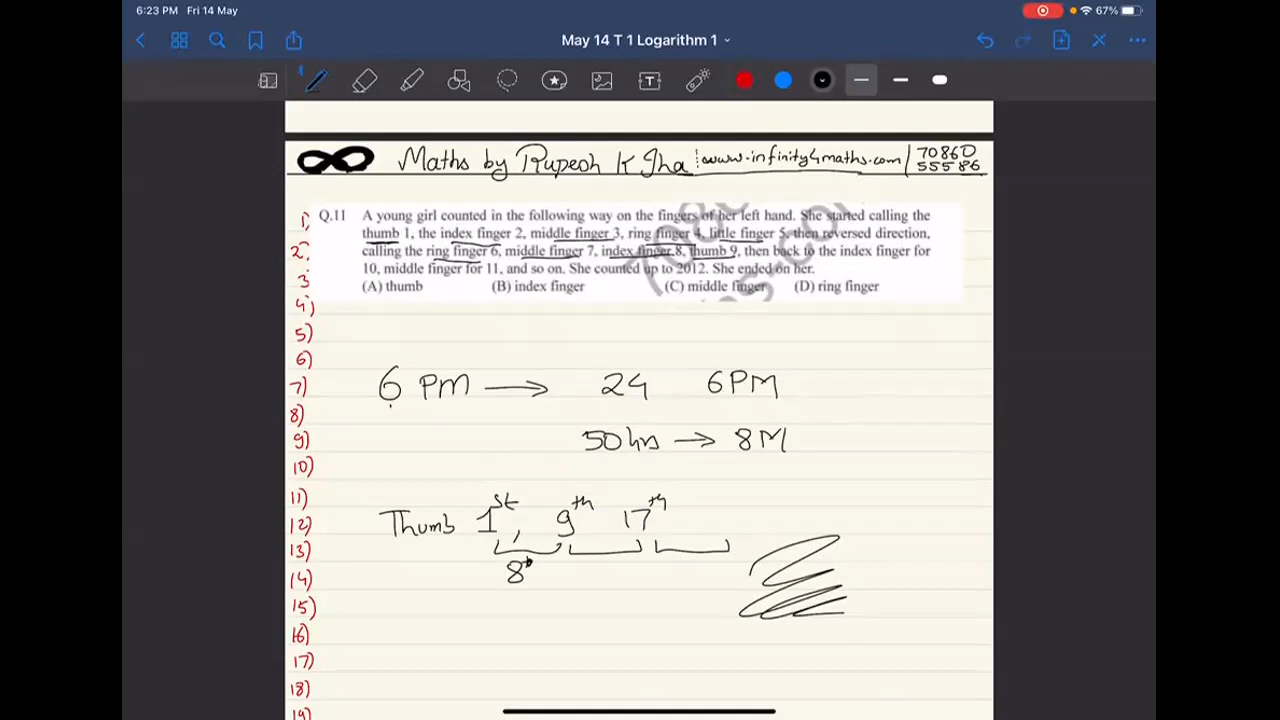 6:23 PM Fri 14 May
67%
May 14 T 1 Logarithm 1
Maths by Rupesh K Jha www.infinity4maths.com 70860
55586
1)
2)
3)
4)
5)
6)
7)
8)
9)
10)
11)
12)
13)
14)
15)
16)
17)
18)
19)
Q.11 A young girl counted in the following way on the fingers of her left hand. She started calling the
thumb 1, the index finger 2, middle finger 3, ring finger 4, little finger 5, then reversed direction,
calling the ring finger 6, middle finger 7, index finger 8, thumb 9, then back to the index finger for
10, middle finger for 11, and so on. She counted up to 2012. She ended on her.
(A) thumb (B) index finger (C) middle finger (D) ring finger
6 PM → 24 6PM
50 hrs → 8 M
Thumb 1st, 9th 17th
8